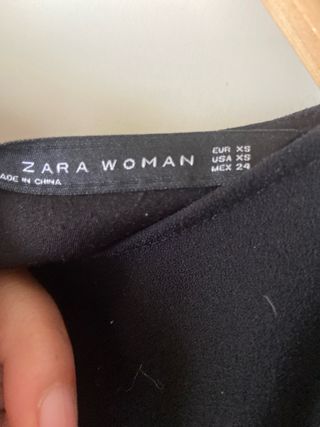 ZARA WOMAN
ADE IN CHINA
EUR XS
USA XS
MEX 24